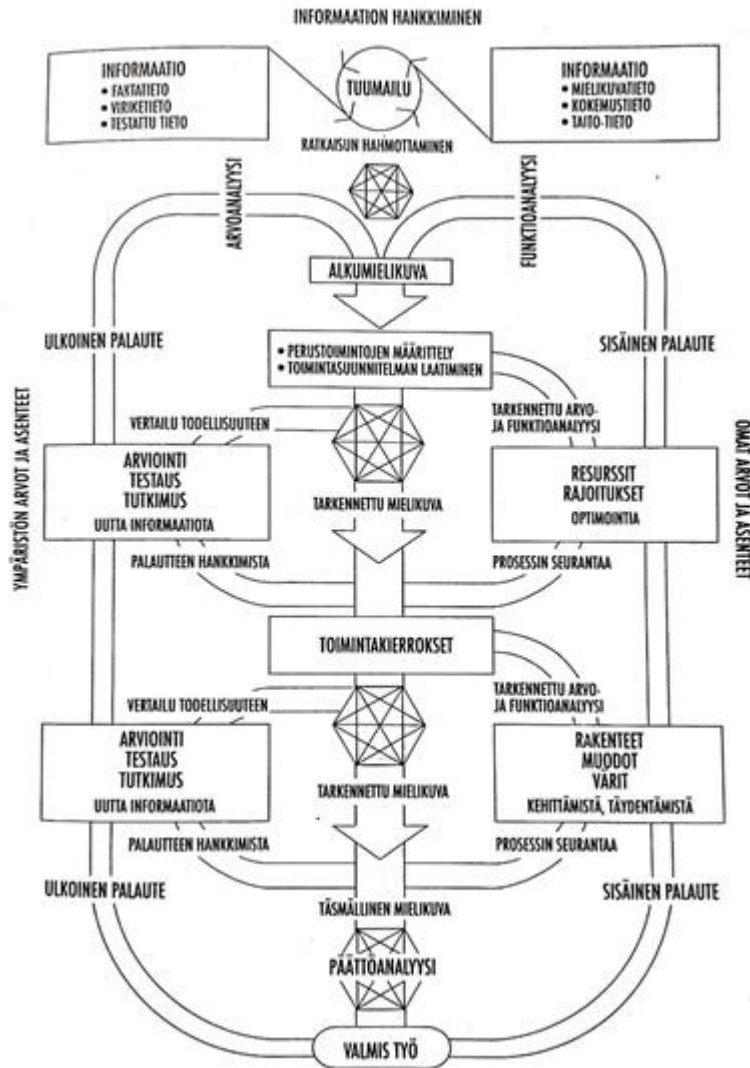 INFORMAATION HANKKIMINEN
INFORMAATIO
• FAKTATIETO
• VIRIKETIETO
• TESTATTU TIETO
TUUMAILU
INFORMAATIO
• MIELIKUVATIETO
• KOKEMUSTIETO
• TAITO-TIETO
RATKAISUN HAHMOTTAMINEN
ARVOANALYYSI
FUNKTIOANALYYSI
ALKUMIELIKUVA
ULKOINEN PALAUTE
SISÄINEN PALAUTE
• PERUSTOIMINTOJEN MÄÄRITTELY
• TOIMINTASUUNNITELMAN LAATIMINEN
YMPÄRISTÖN ARVOT JA ASENTEET
OMAT ARVOT JA ASENTEET
VERTAILU TODELLISUUTEEN
TARKENNETTU ARVO-
JA FUNKTIOANALYYSI
ARVIOINTI
TESTAUS
TUTKIMUS
UUTTA INFORMAATIOTA
TARKENNETTU MIELIKUVA
RESURSSIT
RAJOITUKSET
OPTIMOINTIA
PALAUTTEEN HANKKIMISTA
PROSESSIN SEURANTAA
TOIMINTAKIERROKSET
VERTAILU TODELLISUUTEEN
TARKENNETTU ARVO-
JA FUNKTIOANALYYSI
ARVIOINTI
TESTAUS
TUTKIMUS
UUTTA INFORMAATIOTA
TARKENNETTU MIELIKUVA
RAKENTEET
MUODOT
VÄRIT
KEHITTÄMISTÄ, TÄYDENTÄMISTÄ
PALAUTTEEN HANKKIMISTA
PROSESSIN SEURANTAA
ULKOINEN PALAUTE
SISÄINEN PALAUTE
TÄSMÄLLINEN MIELIKUVA
PÄÄTTÖANALYYSI
VALMIS TYÖ